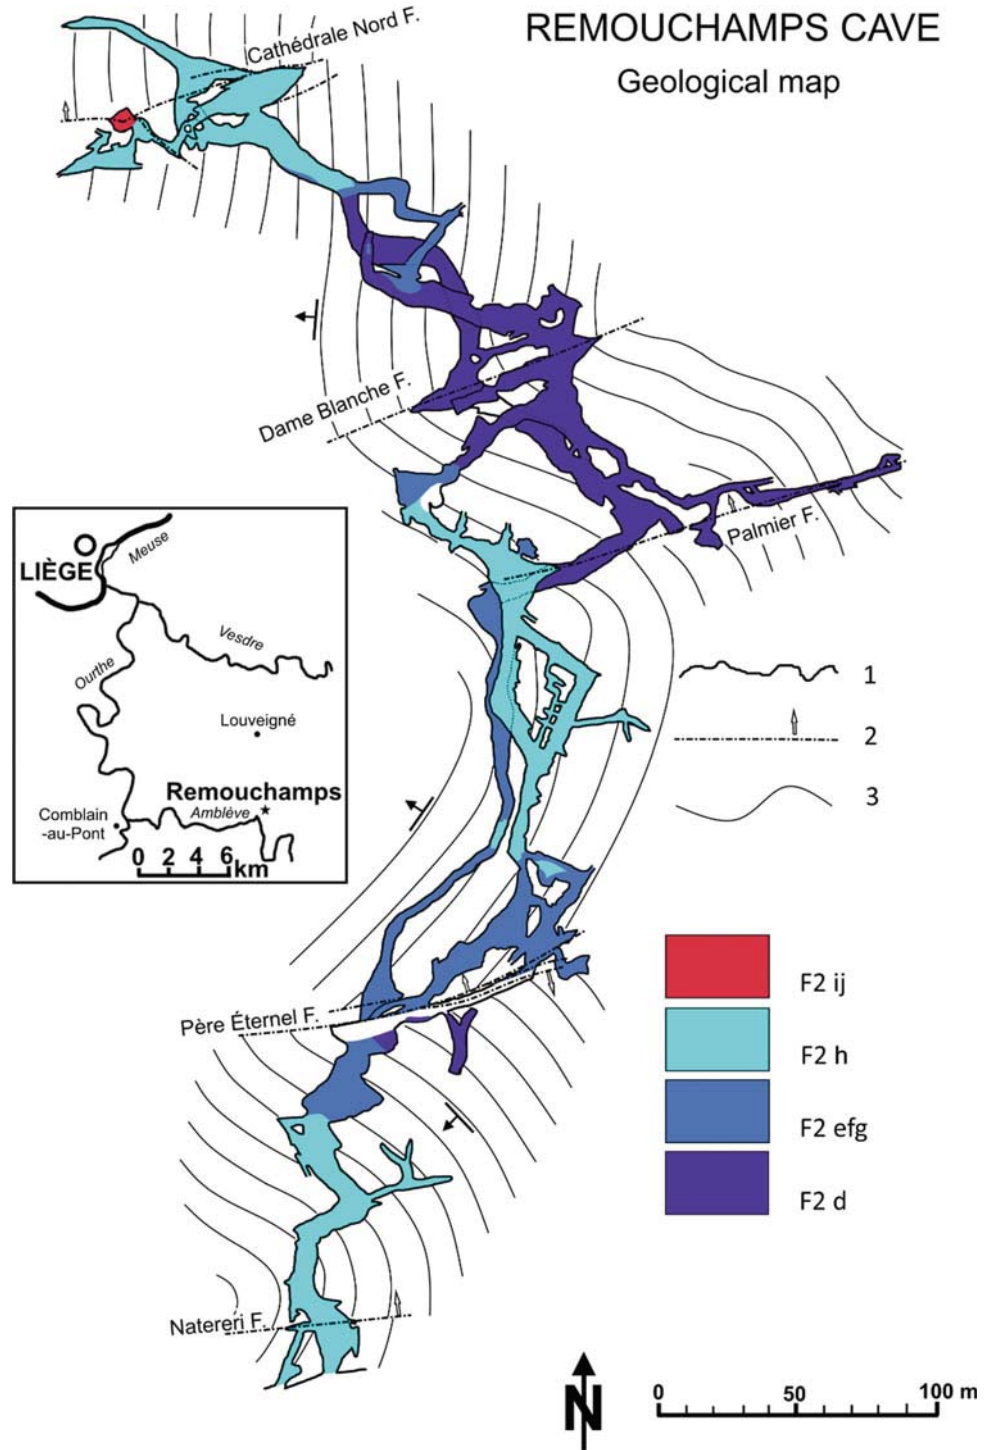 REMOUCHAMPS CAVE
Geological map
Cathédrale Nord F.
Dame Blanche F.
Palmier F.
LIÈGE
Meuse
Vesdre
Ourthe
Louveigné
Remouchamps
Amblève
Comblain
-au-Pont
0 2 4 6
km
1
2
3
Père Éternel F.
F2 ij
F2 h
F2 efg
F2 d
Natereri F.
N
0 50 100 m